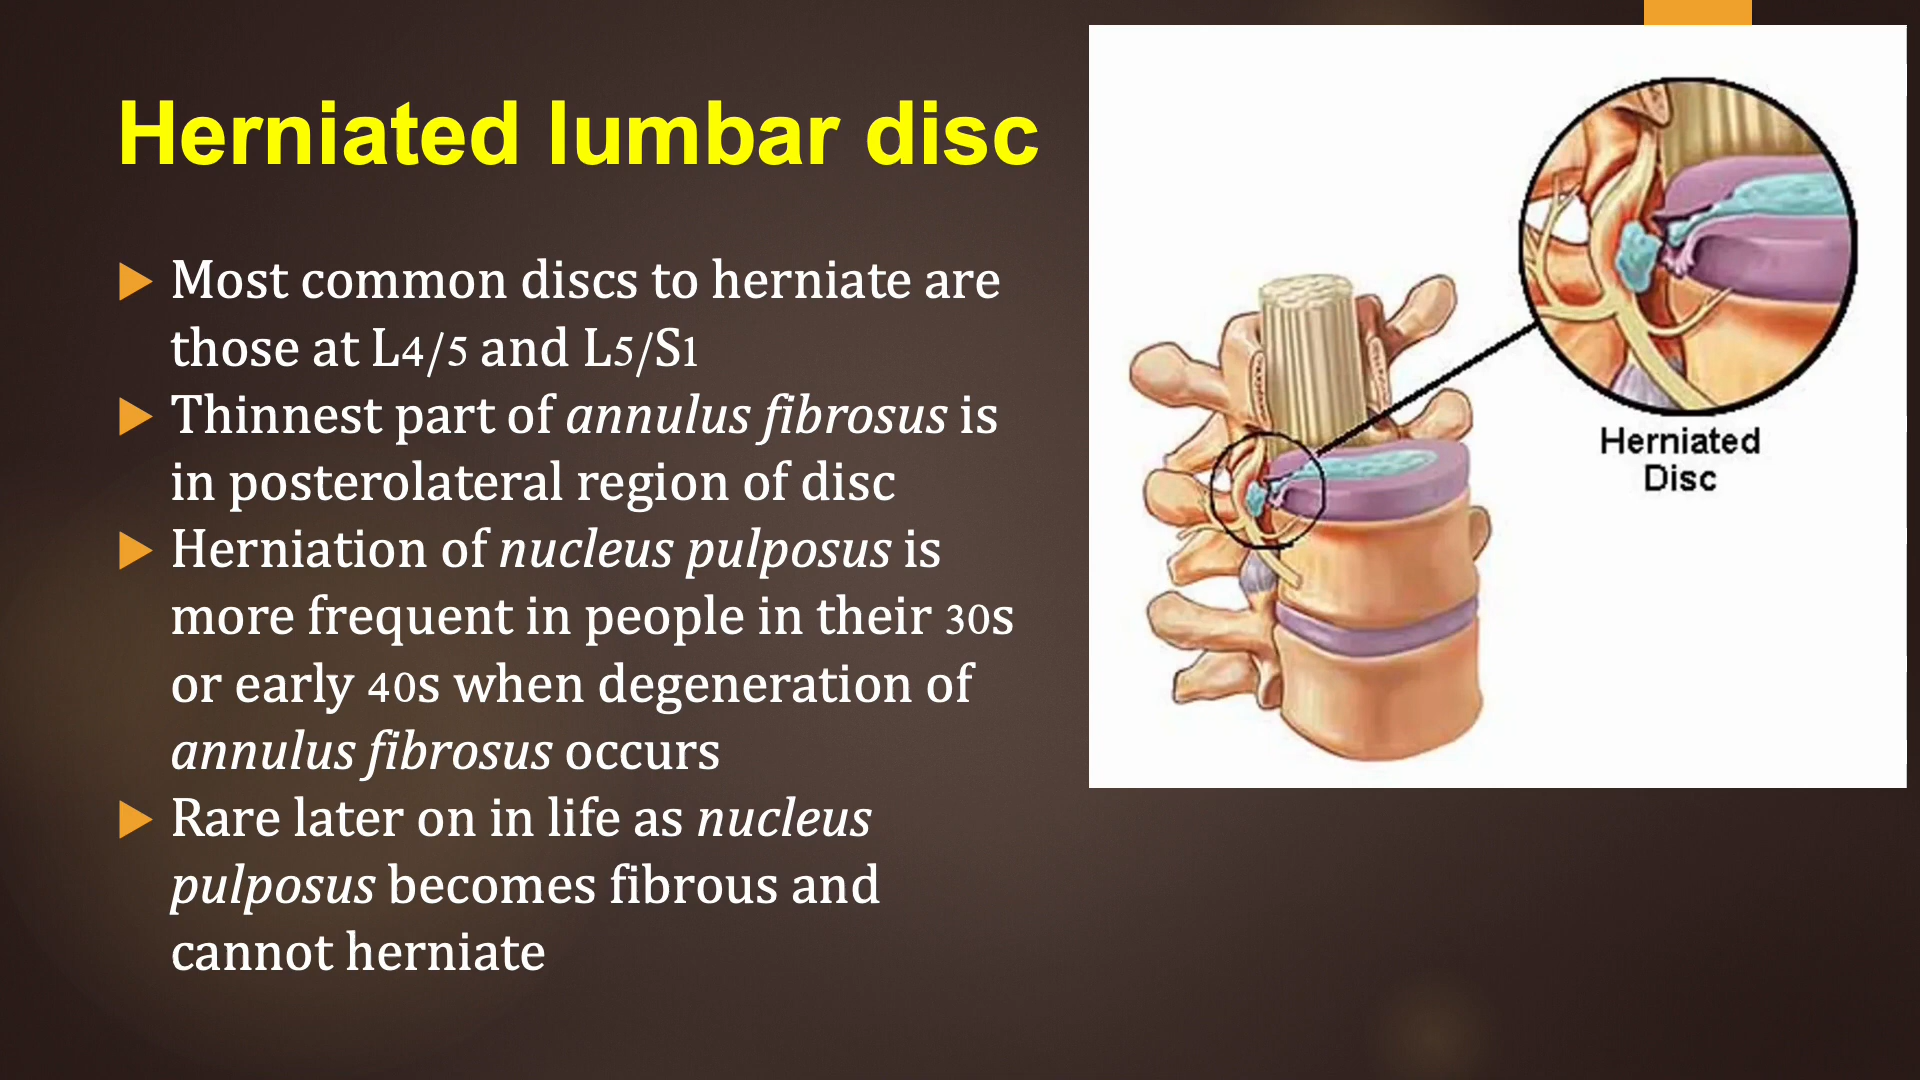 Herniated lumbar disc
Most common discs to herniate are
those at L4/5 and L5/S1
Thinnest part of annulus fibrosus is
in posterolateral region of disc
Herniation of nucleus pulposus is
more frequent in people in their 30s
or early 40s when degeneration of
annulus fibrosus occurs
Rare later on in life as nucleus
pulposus becomes fibrous and
cannot herniate
Herniated
Disc